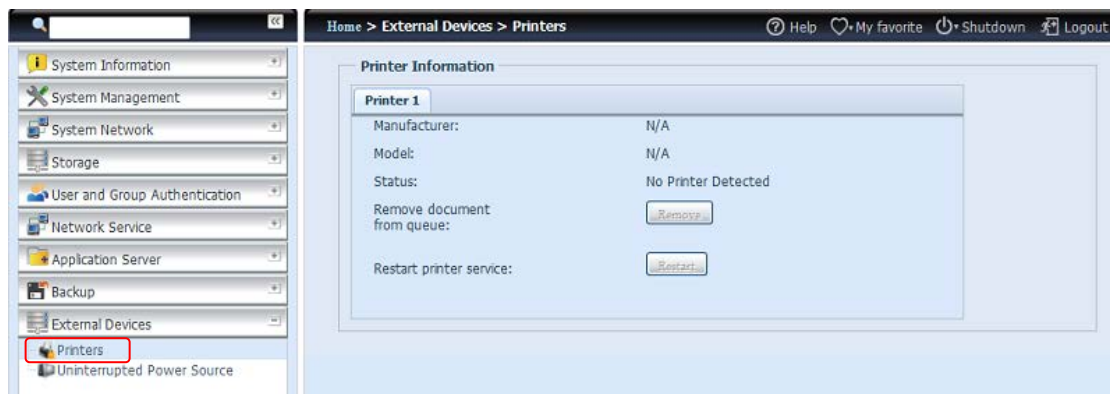 Home > External Devices > Printers
Help My favorite Shutdown Logout
System Information
System Management
System Network
Storage
User and Group Authentication
Network Service
Application Server
Backup
External Devices
Printers
Uninterrupted Power Source
Printer Information
Printer 1
Manufacturer: N/A
Model: N/A
Status: No Printer Detected
Remove document
from queue: Remove
Restart printer service: Restart